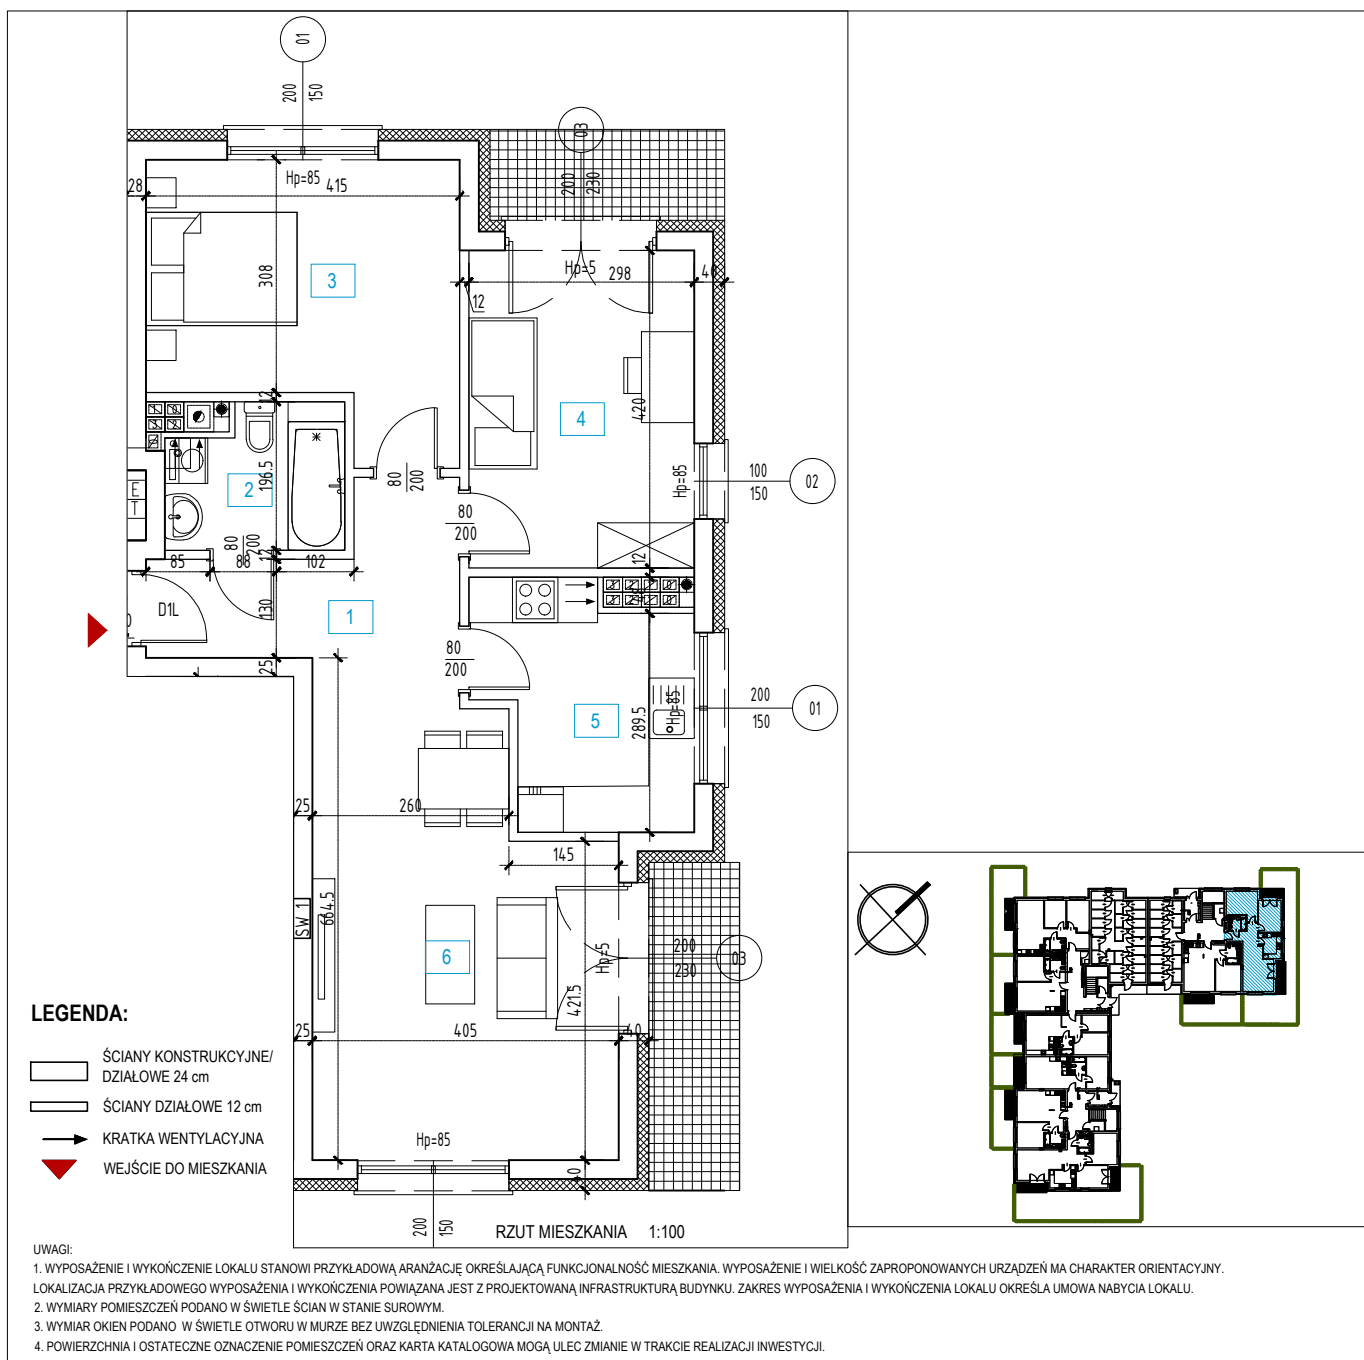 01
200 150
03
200 230
Hp=85
28 415
Hp=5
298 40
12
3
308
4
420
12
80
200
Hp=85
100
150
02
2
196.5
E
T
80
200
80
200
85 88 102
12
12
48
D1L
130
1
80
200
25
5
289.5
Hp=85
200
150
01
25 260
145
SW 1
664.5
6
Hp=5
200
230
03
421.5
25 405 40
Hp=85
40
200 150
LEGENDA:
ŚCIANY KONSTRUKCYJNE/
DZIAŁOWE 24 cm
ŚCIANY DZIAŁOWE 12 cm
KRATKA WENTYLACYJNA
WEJŚCIE DO MIESZKANIA
RZUT MIESZKANIA 1:100
UWAGI:
1. WYPOSAŻENIE I WYKOŃCZENIE LOKALU STANOWI PRZYKŁADOWĄ ARANŻACJĘ OKREŚLAJĄCĄ FUNKCJONALNOŚĆ MIESZKANIA. WYPOSAŻENIE I WIELKOŚĆ ZAPROPONOWANYCH URZĄDZEŃ MA CHARAKTER ORIENTACYJNY.
LOKALIZACJA PRZYKŁADOWEGO WYPOSAŻENIA I WYKOŃCZENIA POWIĄZANA JEST Z PROJEKTOWANĄ INFRASTRUKTURĄ BUDYNKU. ZAKRES WYPOSAŻENIA I WYKOŃCZENIA LOKALU OKREŚLA UMOWA NABYCIA LOKALU.
2. WYMIARY POMIESZCZEŃ PODANO W ŚWIETLE ŚCIAN W STANIE SUROWYM.
3. WYMIAR OKIEN PODANO W ŚWIETLE OTWORU W MURZE BEZ UWZGLĘDNIENIA TOLERANCJI NA MONTAŻ.
4. POWIERZCHNIA I OSTATECZNE OZNACZENIE POMIESZCZEŃ ORAZ KARTA KATALOGOWA MOGĄ ULEC ZMIANIE W TRAKCIE REALIZACJI INWESTYCJI.